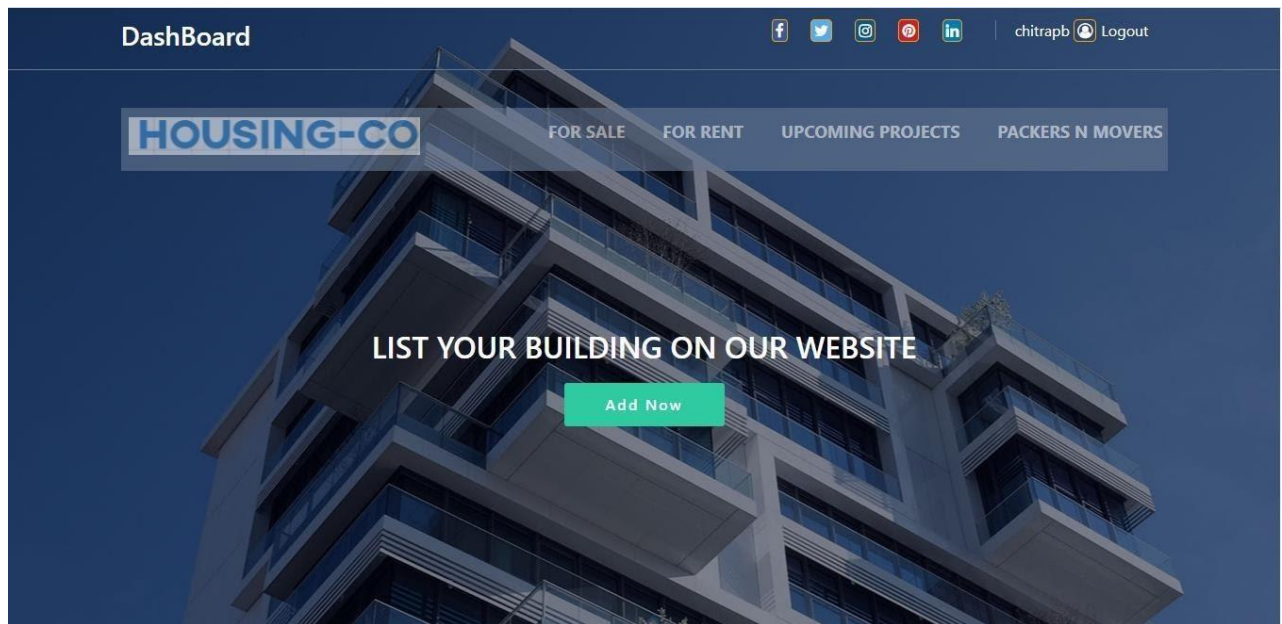 DashBoard
chitrapb Logout
HOUSING-CO
FOR SALE FOR RENT UPCOMING PROJECTS PACKERS N MOVERS
LIST YOUR BUILDING ON OUR WEBSITE
Add Now